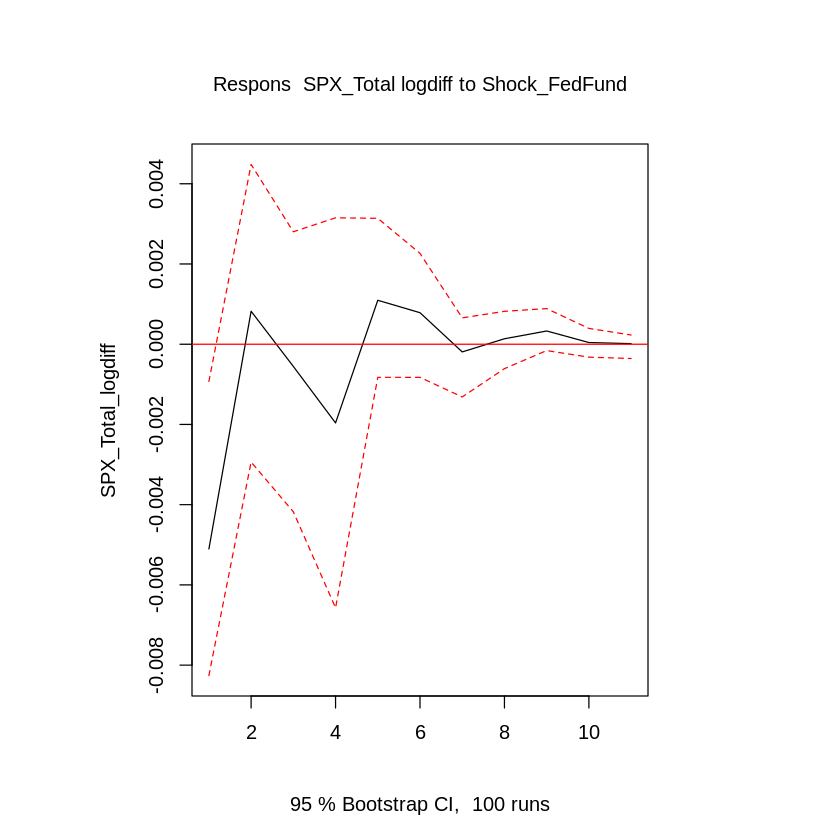 Respons  SPX_Total logdiff to Shock_FedFund
SPX_Total_logdiff
0.004
0.002
0.000
-0.002
-0.004
-0.006
-0.008
2 4 6 8 10
95 % Bootstrap CI,  100 runs